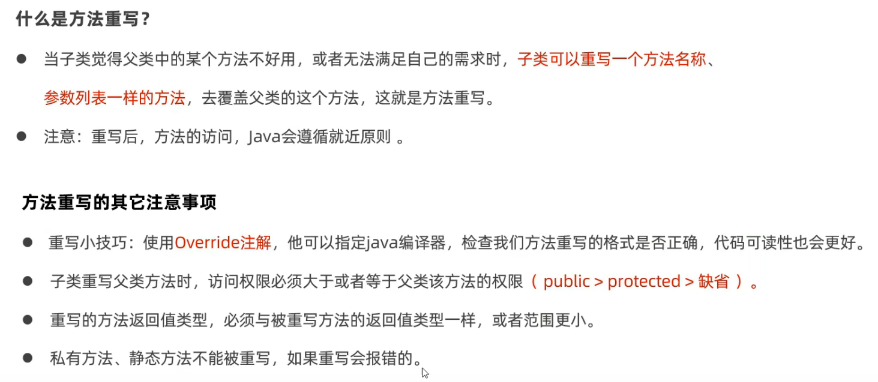 什么是方法重写？
● 当子类觉得父类中的某个方法不好用，或者无法满足自己的需求时，子类可以重写一个方法名称、
参数列表一样的方法，去覆盖父类的这个方法，这就是方法重写。
● 注意：重写后，方法的访问，Java会遵循就近原则 。
方法重写的其它注意事项
● 重写小技巧：使用Override注解，他可以指定java编译器，检查我们方法重写的格式是否正确，代码可读性也会更好。
● 子类重写父类方法时，访问权限必须大于或者等于父类该方法的权限（ public > protected > 缺省 ）。
● 重写的方法返回值类型，必须与被重写方法的返回值类型一样，或者范围更小。
● 私有方法、静态方法不能被重写，如果重写会报错的。